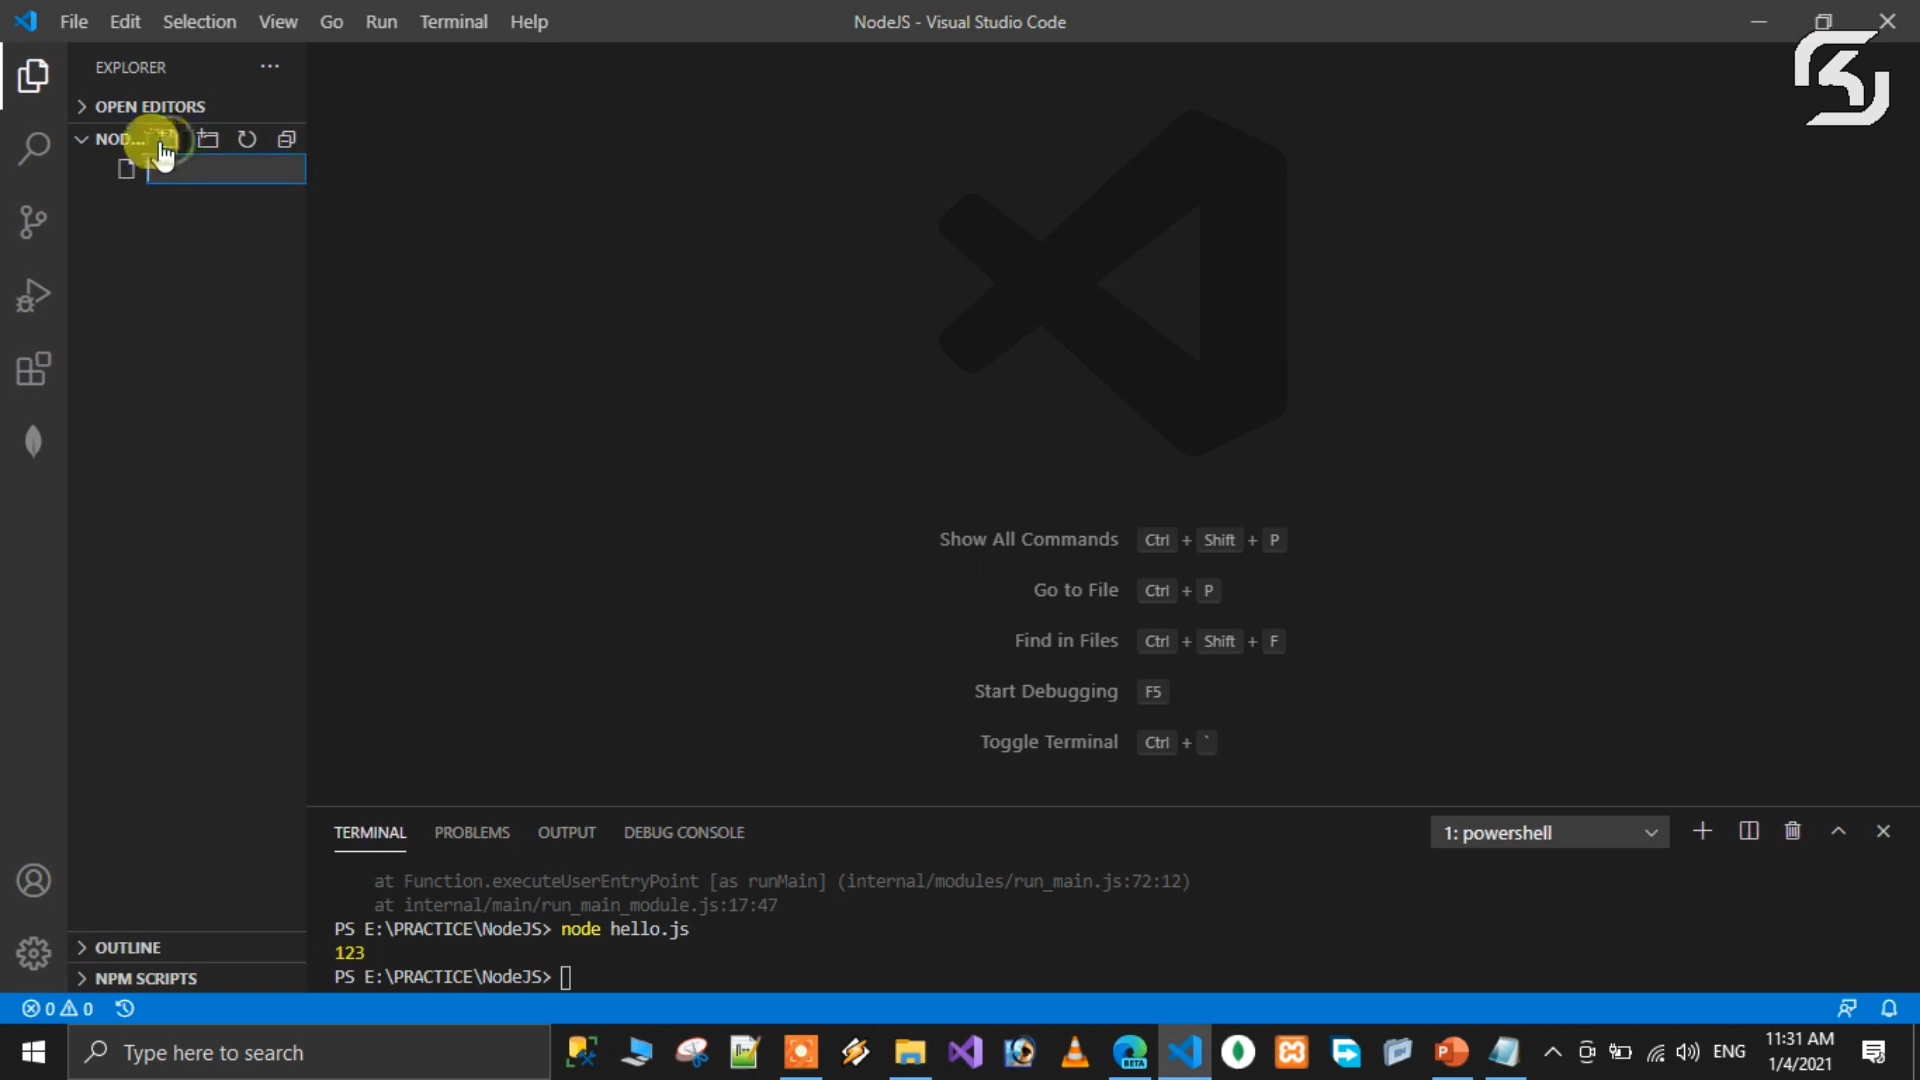 File Edit Selection View Go Run Terminal Help
NodeJS - Visual Studio Code
EXPLORER
OPEN EDITORS
NOD...
Show All Commands Ctrl + Shift + P
Go to File Ctrl + P
Find in Files Ctrl + Shift + F
Start Debugging F5
Toggle Terminal Ctrl + `
TERMINAL PROBLEMS OUTPUT DEBUG CONSOLE
1: powershell
at Function.executeUserEntryPoint [as runMain] (internal/modules/run_main.js:72:12)
at internal/main/run_main_module.js:17:47
PS E:\PRACTICE\NodeJS> node hello.js
123
PS E:\PRACTICE\NodeJS>
OUTLINE
NPM SCRIPTS
0 0
Type here to search
BETA
ENG
11:31 AM
1/4/2021